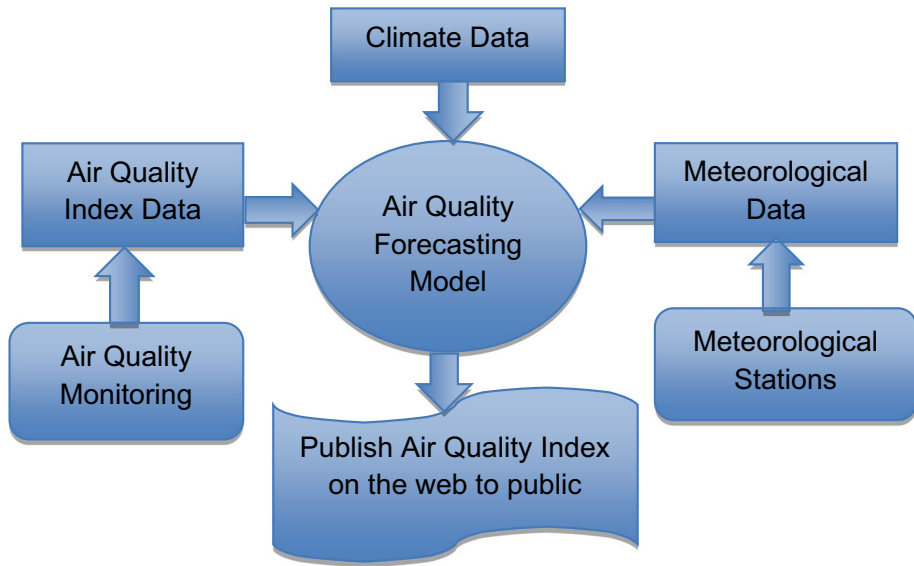 Climate Data
Air Quality
Index Data
Air Quality
Forecasting
Model
Meteorological
Data
Air Quality
Monitoring
Meteorological
Stations
Publish Air Quality Index
on the web to public